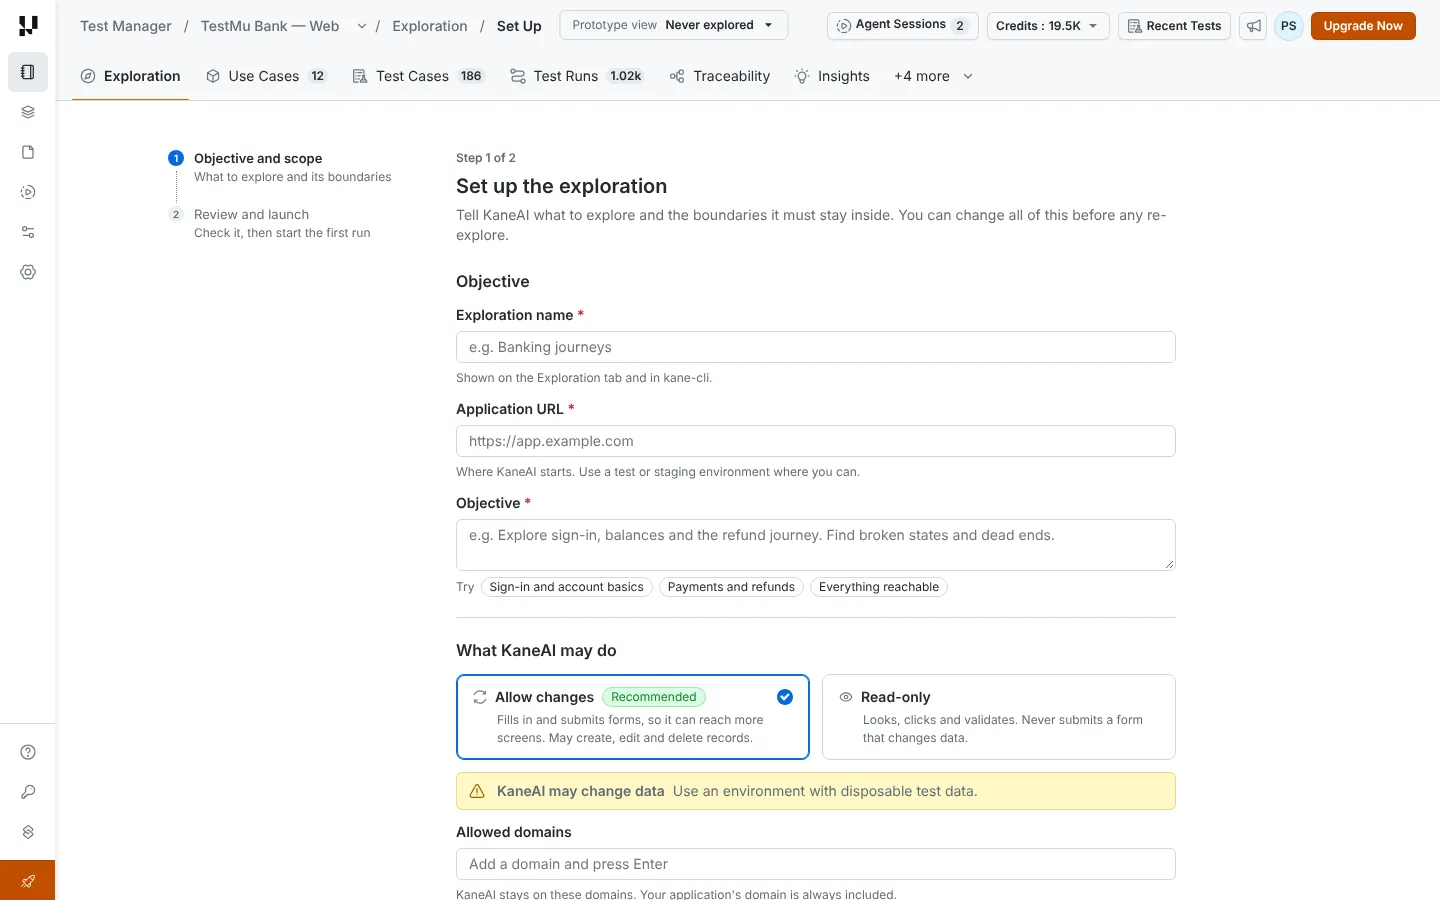 Test Manager / TestMu Bank — Web / Exploration / Set Up
Prototype view Never explored
Agent Sessions 2
Credits : 19.5K
Recent Tests
PS
Upgrade Now
Exploration
Use Cases 12
Test Cases 186
Test Runs 1.02k
Traceability
Insights
+4 more
1 Objective and scope
What to explore and its boundaries
2 Review and launch
Check it, then start the first run
Step 1 of 2
Set up the exploration
Tell KaneAI what to explore and the boundaries it must stay inside. You can change all of this before any re-
explore.
Objective
Exploration name *
e.g. Banking journeys
Shown on the Exploration tab and in kane-cli.
Application URL *
https://app.example.com
Where KaneAI starts. Use a test or staging environment where you can.
Objective *
e.g. Explore sign-in, balances and the refund journey. Find broken states and dead ends.
Try Sign-in and account basics Payments and refunds Everything reachable
What KaneAI may do
Allow changes Recommended
Fills in and submits forms, so it can reach more
screens. May create, edit and delete records.
Read-only
Looks, clicks and validates. Never submits a form
that changes data.
KaneAI may change data Use an environment with disposable test data.
Allowed domains
Add a domain and press Enter
KaneAI stays on these domains. Your application's domain is always included.